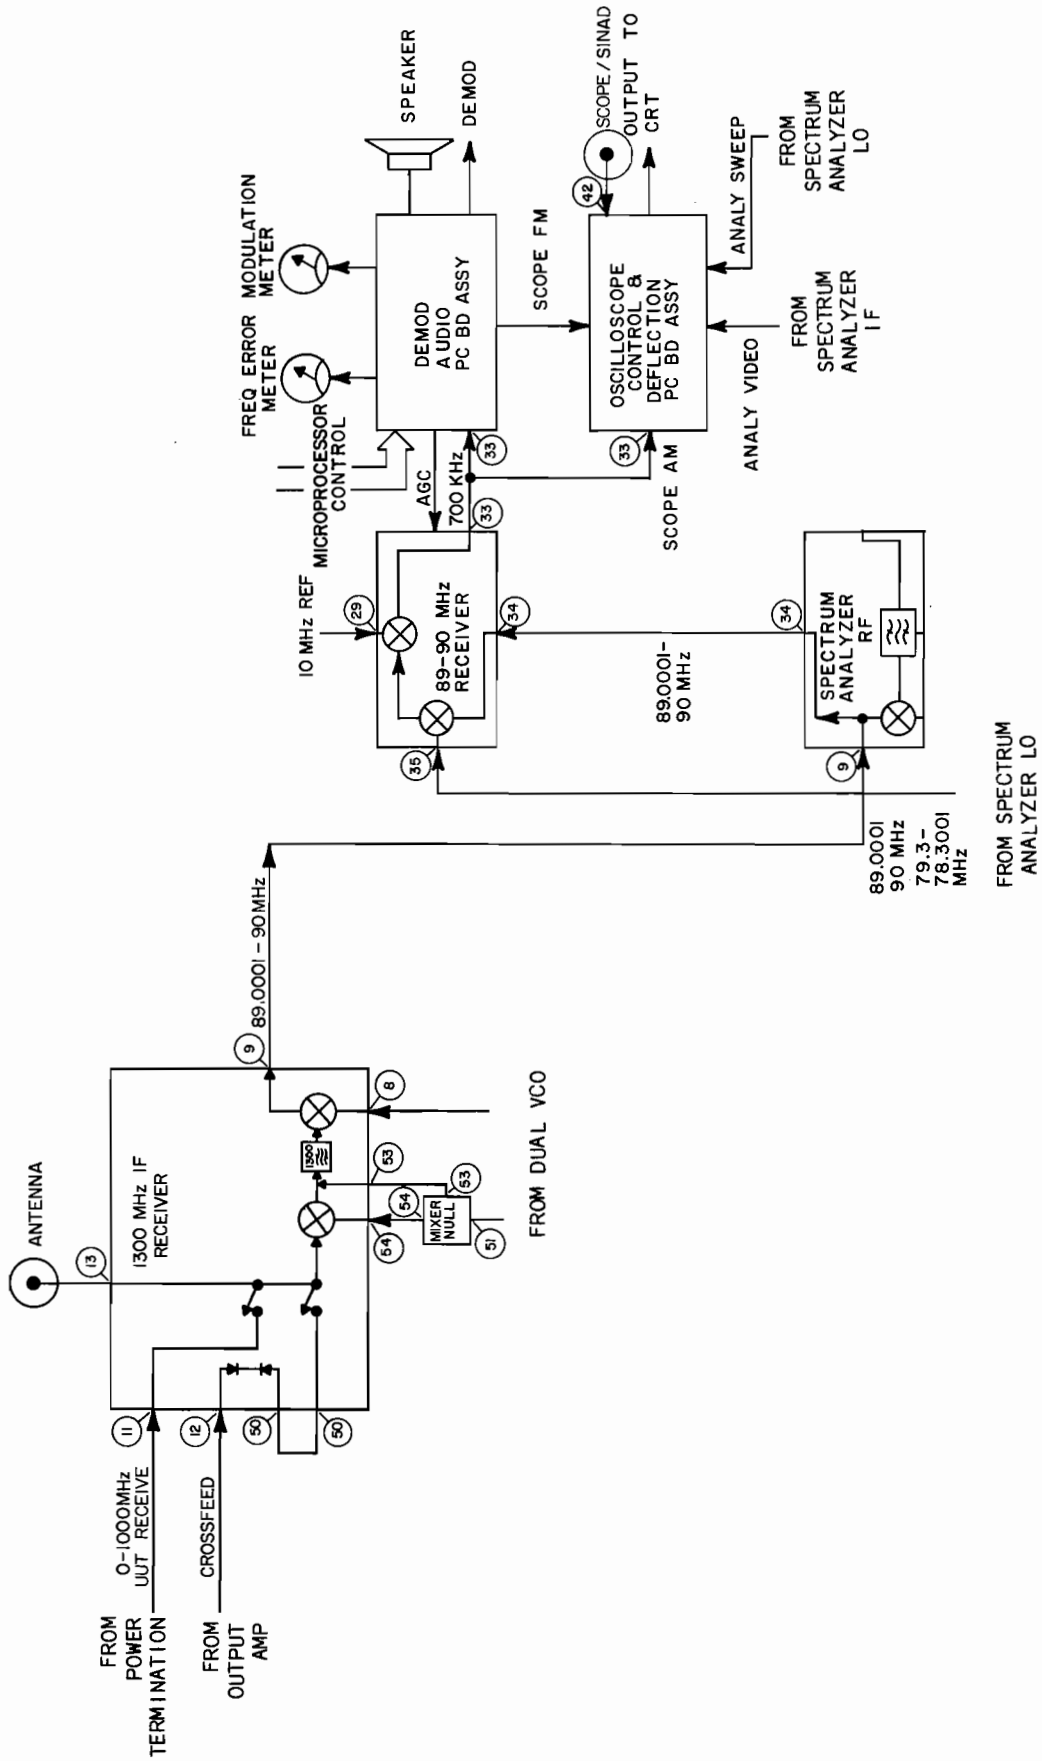 FROM
POWER
TERMINATION
0-1000MHz
UUT RECEIVE
11
FROM
OUTPUT
AMP
CROSSFEED
12
50
50
ANTENNA
13
1300 MHz IF
RECEIVER
1300
54
54
MIXER
NULL
53
53
51
8
FROM DUAL VCO
9
89.0001 - 90MHz
89.0001
90 MHz
79.3-
78.3001
MHz
FROM SPECTRUM
ANALYZER LO
9
SPECTRUM
ANALYZER
RF
34
89.0001-
90 MHz
35
34
89-90 MHz
RECEIVER
10 MHz REF
29
33
MICROPROCESSOR
CONTROL
AGC
700 KHz
33
FREQ ERROR
METER
MODULATION
METER
DEMOD
AUDIO
PC BD ASSY
SPEAKER
DEMOD
SCOPE AM
33
SCOPE FM
OSCILLOSCOPE
CONTROL &
DEFLECTION
PC BD ASSY
42
SCOPE/SINAD
OUTPUT TO
CRT
ANALY VIDEO
FROM
SPECTRUM
ANALYZER
IF
ANALY SWEEP
FROM
SPECTRUM
ANALYZER
LO